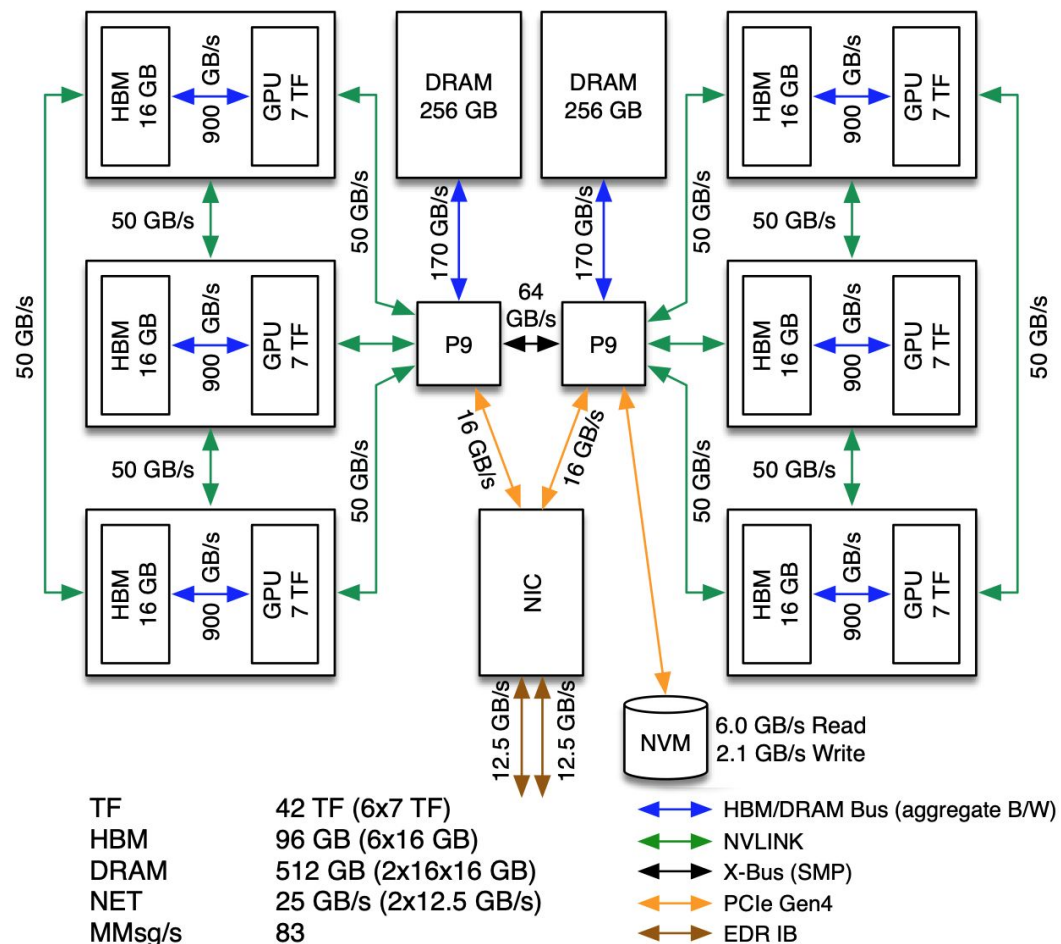 HBM
16 GB
900 GB/s
GPU
7 TF
DRAM
256 GB
DRAM
256 GB
HBM
16 GB
900 GB/s
GPU
7 TF
50 GB/s
50 GB/s
170 GB/s
170 GB/s
50 GB/s
50 GB/s
50 GB/s
HBM
16 GB
900 GB/s
GPU
7 TF
P9
64
GB/s
P9
HBM
16 GB
900 GB/s
GPU
7 TF
50 GB/s
50 GB/s
50 GB/s
16 GB/s
16 GB/s
50 GB/s
50 GB/s
HBM
16 GB
900 GB/s
GPU
7 TF
NIC
HBM
16 GB
900 GB/s
GPU
7 TF
12.5 GB/s
12.5 GB/s
NVM
6.0 GB/s Read
2.1 GB/s Write
TF 42 TF (6x7 TF)
HBM 96 GB (6x16 GB)
DRAM 512 GB (2x16x16 GB)
NET 25 GB/s (2x12.5 GB/s)
MMsg/s 83
HBM/DRAM Bus (aggregate B/W)
NVLINK
X-Bus (SMP)
PCIe Gen4
EDR IB